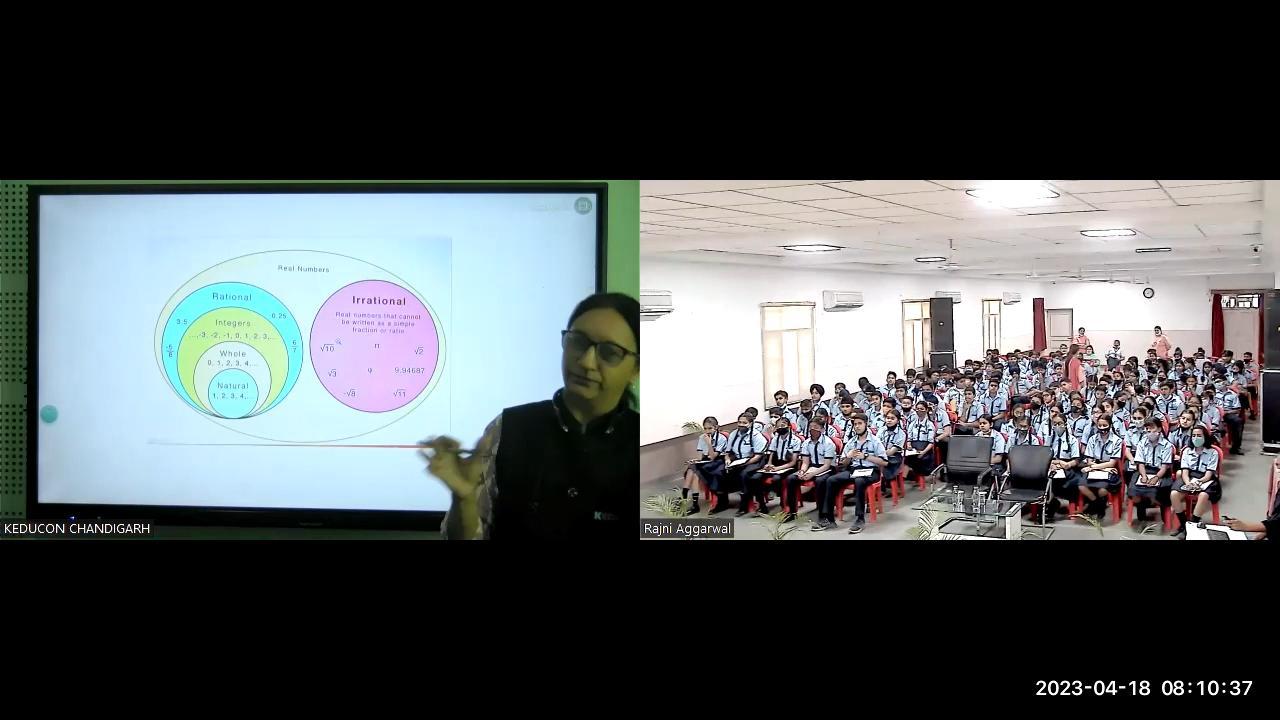 Real Numbers
Rational
3.5
-0.25
Integers
...,-3, -2, -1, 0, 1, 2, 3,...
Whole
0, 1, 2, 3, 4,...
Natural
1, 2, 3, 4,...
6
7
Irrational
Real numbers that cannot
be written as a simple
fraction or ratio
√10
π
√2
√3
φ
9.94687
-√8
√11
KEDUCON CHANDIGARH
Rajni Aggarwal
2023-04-18 08:10:37